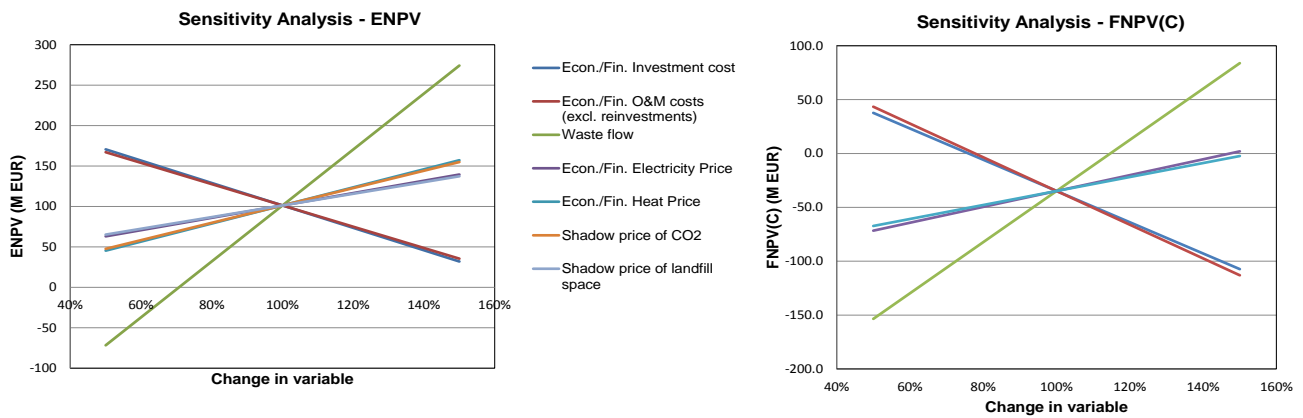 Sensitivity Analysis - ENPV
ENPV (M EUR)
300
250
200
150
100
50
0
-50
-100
40%
60%
80%
100%
120%
140%
160%
Change in variable
Econ./Fin. Investment cost
Econ./Fin. O&M costs
(excl. reinvestments)
Waste flow
Econ./Fin. Electricity Price
Econ./Fin. Heat Price
Shadow price of CO2
Shadow price of landfill
space
Sensitivity Analysis - FNPV(C)
FNPV(C) (M EUR)
100.0
50.0
0.0
-50.0
-100.0
-150.0
-200.0
40%
60%
80%
100%
120%
140%
160%
Change in variable